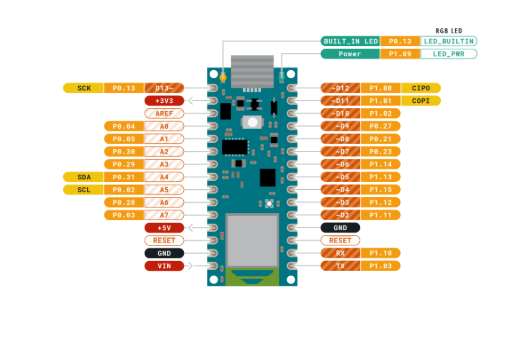 RGB LED
BUILT_IN LED P0.13 LED_BUILTIN
Power P1.09 LED_PWR
SCK P0.13 D13~
+3V3
AREF
P0.04 A0
P0.05 A1
P0.30 A2
P0.29 A3
SDA P0.31 A4
SCL P0.02 A5
P0.28 A6
P0.03 A7
+5V
RESET
GND
VIN
~D12 P1.08 CIPO
~D11 P1.01 COPI
~D10 P1.02
~D9 P0.27
~D8 P0.21
~D7 P0.23
~D6 P1.14
~D5 P1.13
~D4 P1.15
~D3 P1.12
~D2 P1.11
GND
RESET
RX P1.10
TX P1.03